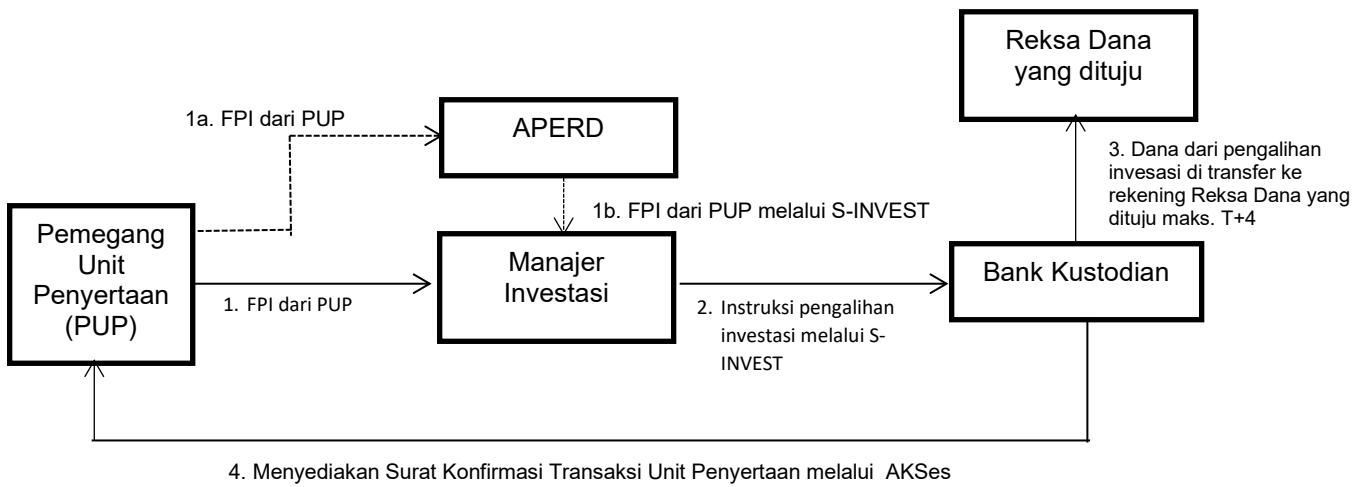 Reksa Dana
yang dituju
1a. FPI dari PUP
APERD
3. Dana dari pengalihan
invesasi di transfer ke
rekening Reksa Dana yang
dituju maks. T+4
1b. FPI dari PUP melalui S-INVEST
Pemegang
Unit
Penyertaan
(PUP)
Manajer
Investasi
Bank Kustodian
1. FPI dari PUP
2. Instruksi pengalihan
investasi melalui S-
INVEST
4. Menyediakan Surat Konfirmasi Transaksi Unit Penyertaan melalui AKSes